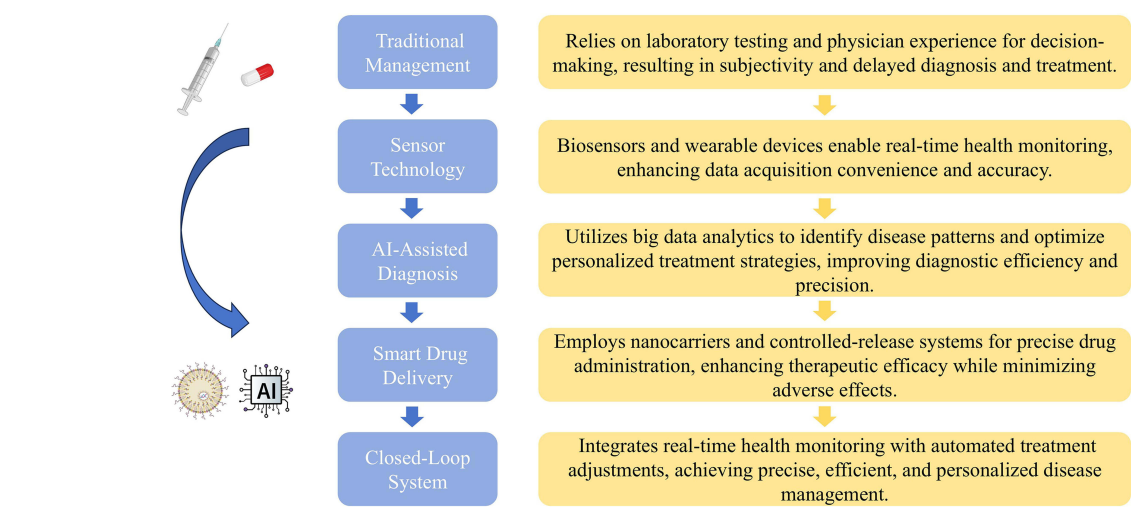 Traditional
Management
Relies on laboratory testing and physician experience for decision-
making, resulting in subjectivity and delayed diagnosis and treatment.
Sensor
Technology
Biosensors and wearable devices enable real-time health monitoring,
enhancing data acquisition convenience and accuracy.
AI-Assisted
Diagnosis
Utilizes big data analytics to identify disease patterns and optimize
personalized treatment strategies, improving diagnostic efficiency and
precision.
Smart Drug
Delivery
Employs nanocarriers and controlled-release systems for precise drug
administration, enhancing therapeutic efficacy while minimizing
adverse effects.
AI
Closed-Loop
System
Integrates real-time health monitoring with automated treatment
adjustments, achieving precise, efficient, and personalized disease
management.